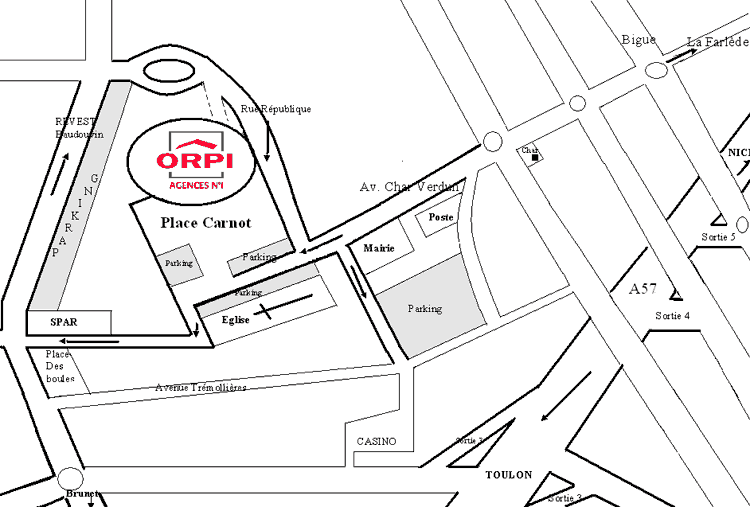 Bigue
La Farlède
REVEST
Baudouvin
Rue République
ORPI
AGENCES N°1
Char
NICE
PARKING
Av. Char Verdun
Place Carnot
Poste
Mairie
Sortie 5
Parking
Parking
Parking
A57
Parking
Sortie 4
SPAR
Eglise
Place
Des
boules
Avenue Trémollières
CASINO
Sortie 3
TOULON
Brunet
Sortie 3